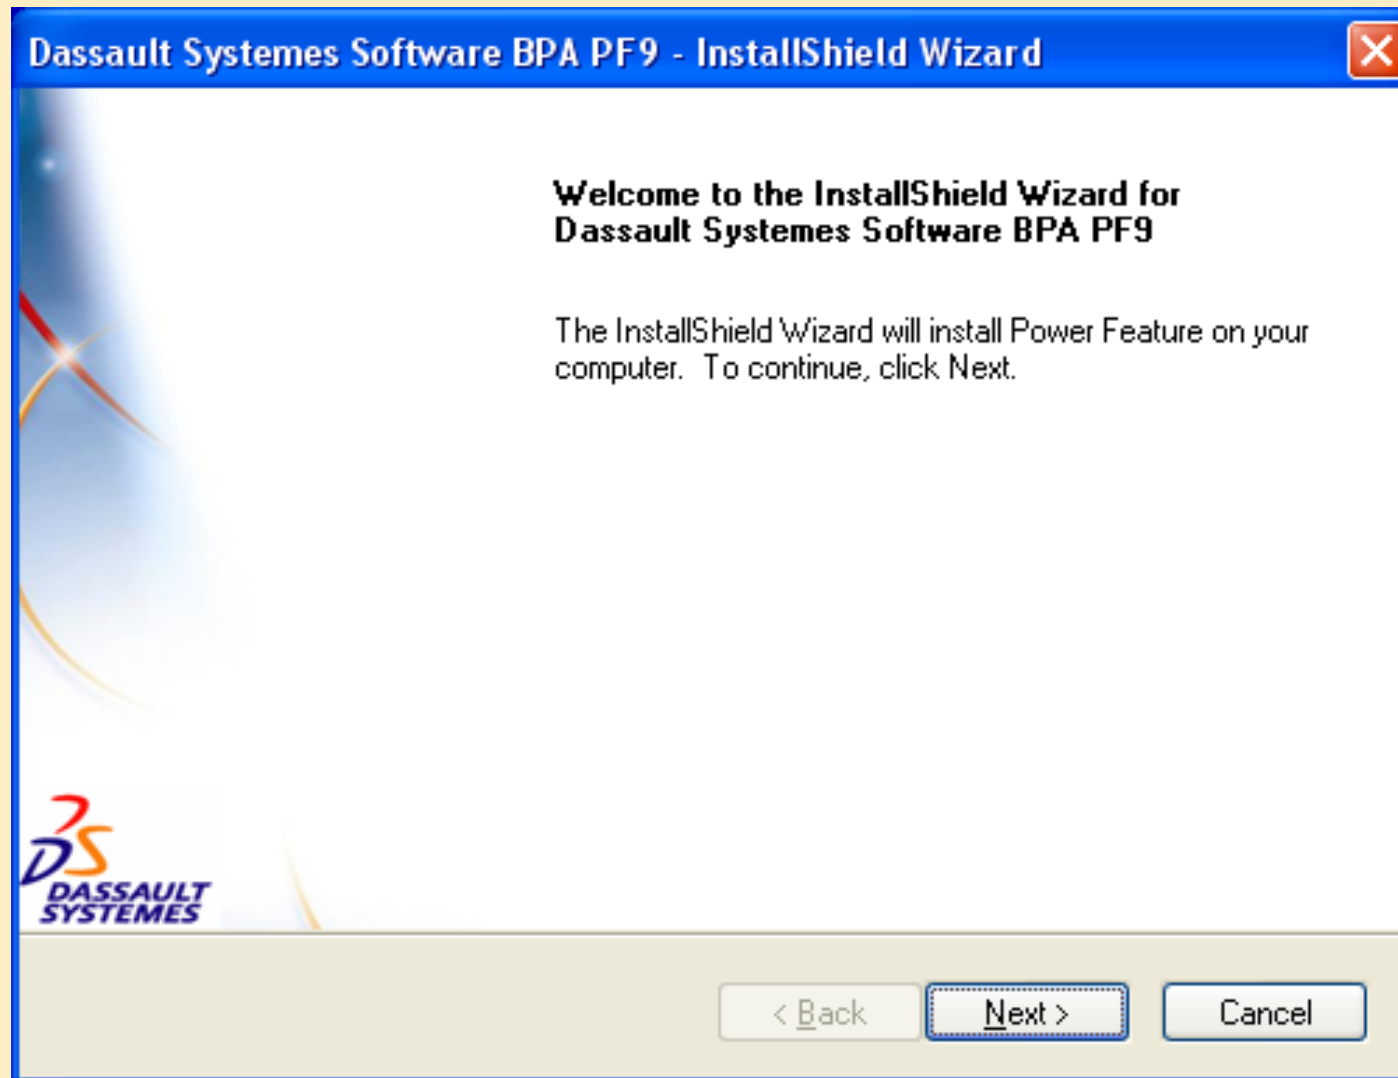 Dassault Systemes Software BPA PF9 - InstallShield Wizard
Welcome to the InstallShield Wizard for
Dassault Systemes Software BPA PF9
The InstallShield Wizard will install Power Feature on your
computer.  To continue, click Next.
DS
DASSAULT
SYSTEMES
< Back Next > Cancel